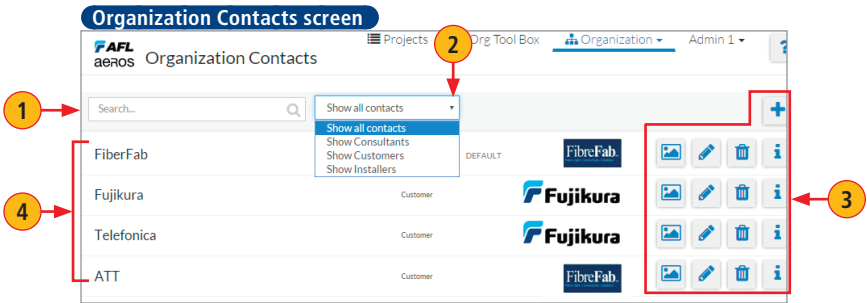 Organization Contacts screen
AFL
aeros
Organization Contacts
Projects
Org Tool Box
Organization
Admin 1
?
2
1
Search...
Show all contacts
+
Show all contacts
Show Consultants
Show Customers
Show Installers
FiberFab
DEFAULT
FibreFab
i
Fujikura
Customer
Fujikura
i
3
4
Telefonica
Customer
Fujikura
i
ATT
Customer
FibreFab
i